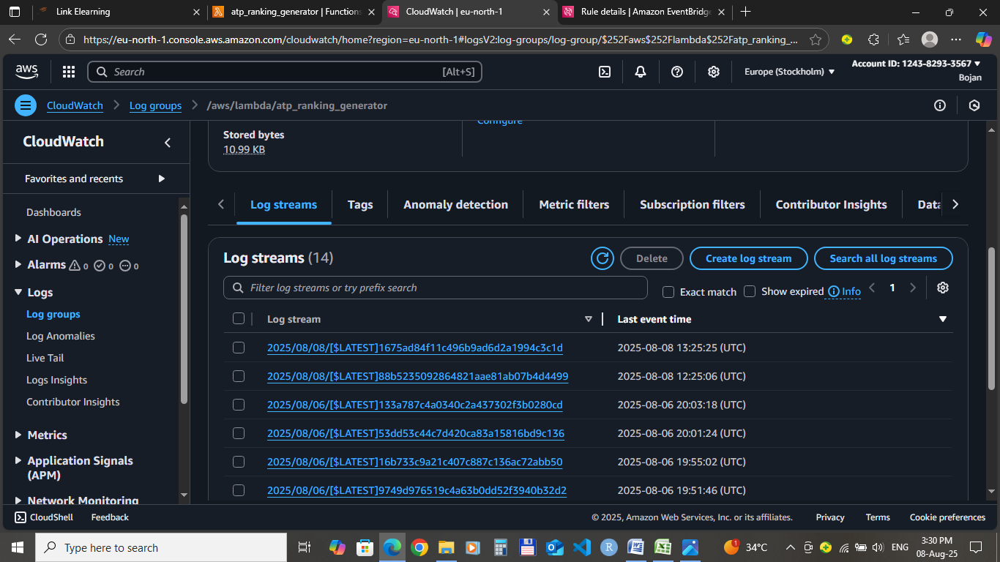 Link Elearning
atp_ranking_generator | Functions
CloudWatch | eu-north-1
Rule details | Amazon EventBridge
https://eu-north-1.console.aws.amazon.com/cloudwatch/home?region=eu-north-1#logsV2:log-groups/log-group/$252Faws$252Flambda$252Fatp_ranking_...
aws
Search
[Alt+S]
Europe (Stockholm)
Account ID: 1243-8293-3567
Bojan
CloudWatch
Log groups
/aws/lambda/atp_ranking_generator
CloudWatch
Favorites and recents
Dashboards
AI Operations New
Alarms 0 0 0
Logs
Log groups
Log Anomalies
Live Tail
Logs Insights
Contributor Insights
Metrics
Application Signals
(APM)
Network Monitoring
Configure
Stored bytes
10.99 KB
Log streams
Tags
Anomaly detection
Metric filters
Subscription filters
Contributor Insights
Data
Log streams (14)
Delete
Create log stream
Search all log streams
Filter log streams or try prefix search
Exact match
Show expired
Info
1
Log stream
Last event time
2025/08/08/[$LATEST]1675ad84f11c496b9ad6d2a1994c3c1d 2025-08-08 13:25:25 (UTC)
2025/08/08/[$LATEST]88b5235092864821aae81ab07b4d4499 2025-08-08 12:25:06 (UTC)
2025/08/06/[$LATEST]133a787c4a0340c2a437302f3b0280cd 2025-08-06 20:03:18 (UTC)
2025/08/06/[$LATEST]53dd53c44c7d420ca83a15816bd9c136 2025-08-06 20:01:24 (UTC)
2025/08/06/[$LATEST]16b733c9a21c407c887c136ac72abb50 2025-08-06 19:55:02 (UTC)
2025/08/06/[$LATEST]9749d976519c4a63b0dd52f3940b32d2 2025-08-06 19:51:46 (UTC)
CloudShell
Feedback
© 2025, Amazon Web Services, Inc. or its affiliates.
Privacy
Terms
Cookie preferences
Type here to search
1
34°C
ENG
3:30 PM
08-Aug-25